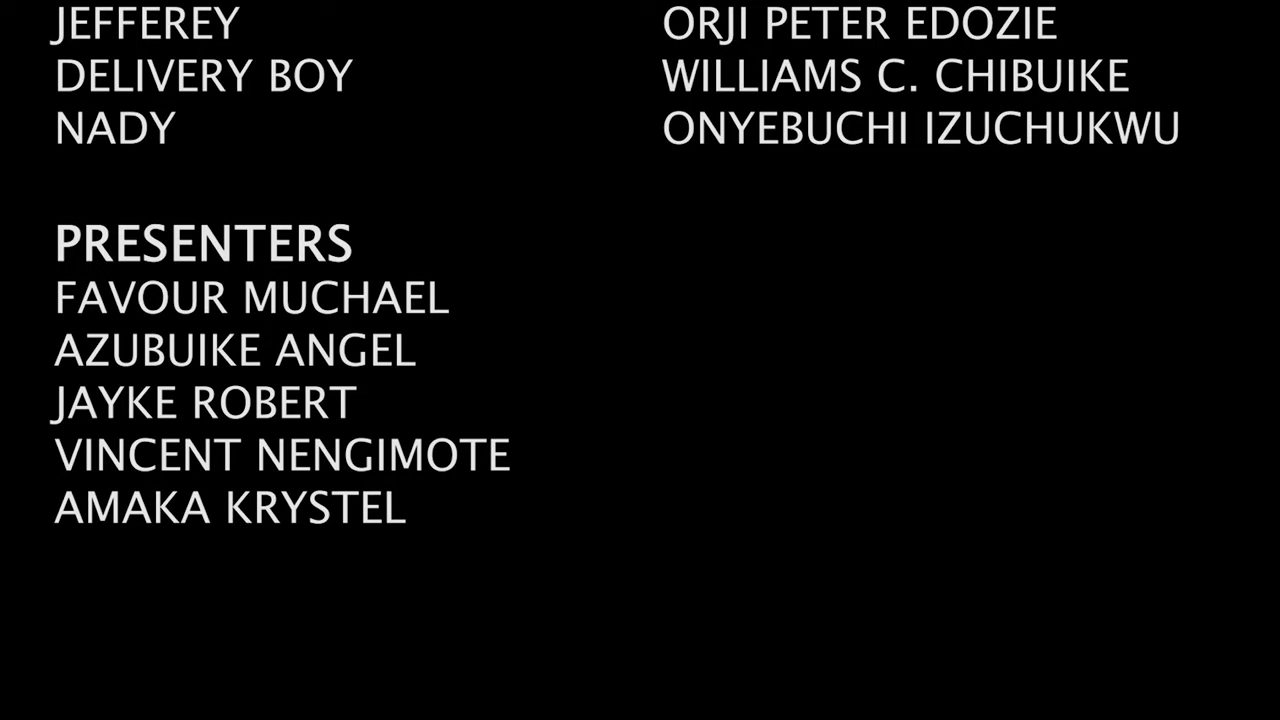 JEFFEREY ORJI PETER EDOZIE
DELIVERY BOY WILLIAMS C. CHIBUIKE
NADY ONYEBUCHI IZUCHUKWU
PRESENTERS
FAVOUR MUCHAEL
AZUBUIKE ANGEL
JAYKE ROBERT
VINCENT NENGIMOTE
AMAKA KRYSTEL